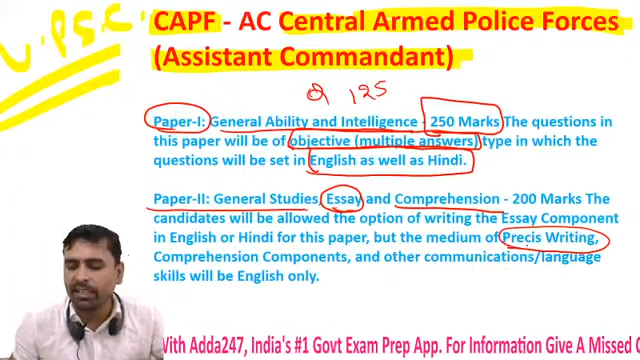 U.P.S.C
CAPF - AC Central Armed Police Forces
(Assistant Commandant)
Q 125
Paper-I: General Ability and Intelligence - 250 Marks The questions
in this paper will be of objective (multiple answers) type in which
the questions will be set in English as well as Hindi.
Paper-II: General Studies, Essay and Comprehension - 200 Marks The
candidates will be allowed the option of writing the Essay Component
in English or Hindi for this paper, but the medium of Precis Writing,
Comprehension Components, and other communications/language
skills will be English only.
With Adda247, India's #1 Govt Exam Prep App. For Information Give A Missed C